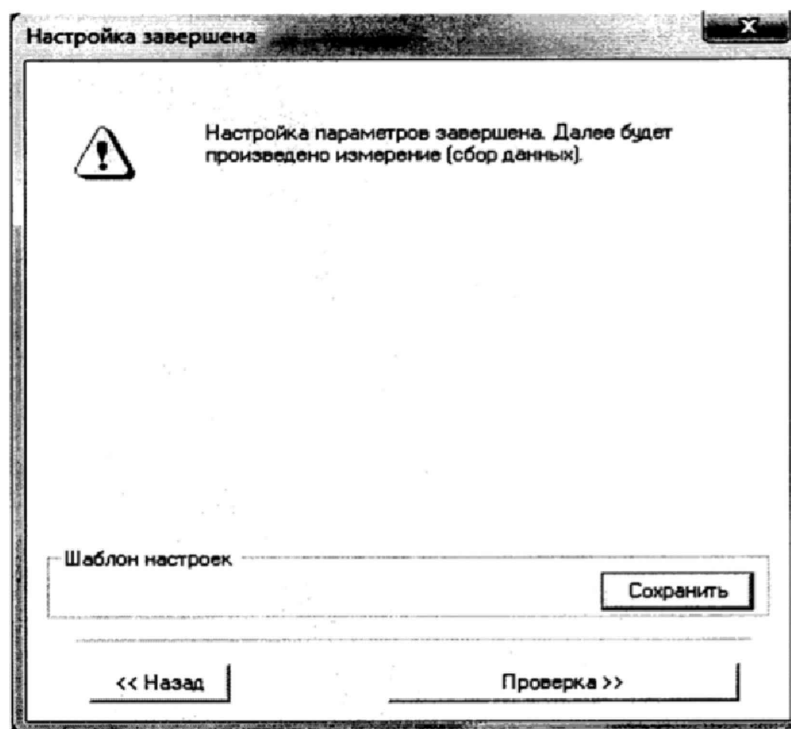 Настройка завершена
Настройка параметров завершена. Далее будет
произведено измерение (сбор данных).
Шаблон настроек
Сохранить
<< Назад
Проверка >>